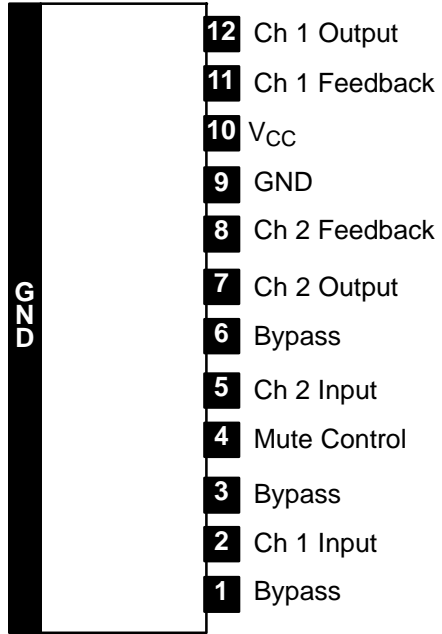 12 Ch 1 Output
11 Ch 1 Feedback
10 VCC
9 GND
8 Ch 2 Feedback
7 Ch 2 Output
GND
6 Bypass
5 Ch 2 Input
4 Mute Control
3 Bypass
2 Ch 1 Input
1 Bypass